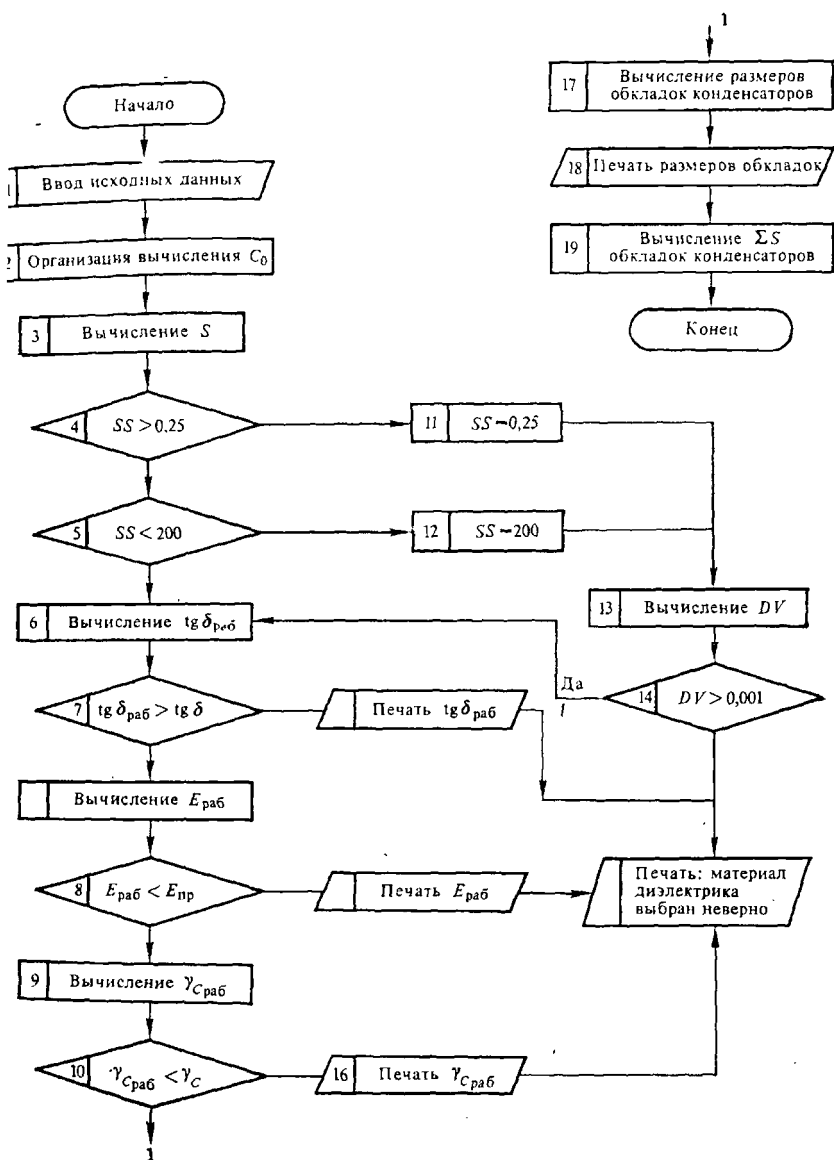 Начало
1 Ввод исходных данных
2 Организация вычисления C₀
3 Вычисление S
4 SS > 0,25
11 SS = 0,25
5 SS < 200
12 SS = 200
6 Вычисление tg δраб
13 Вычисление DV
7 tg δраб > tg δ
Печать tg δраб
Да
1
14 DV > 0,001
Вычисление Eраб
8 Eраб < Eпр
Печать Eраб
Печать: материал
диэлектрика
выбран неверно
9 Вычисление γCраб
10 γCраб < γC
16 Печать γCраб
1
1
17 Вычисление размеров
обкладок конденсаторов
18 Печать размеров обкладок
19 Вычисление ΣS
обкладок конденсаторов
Конец